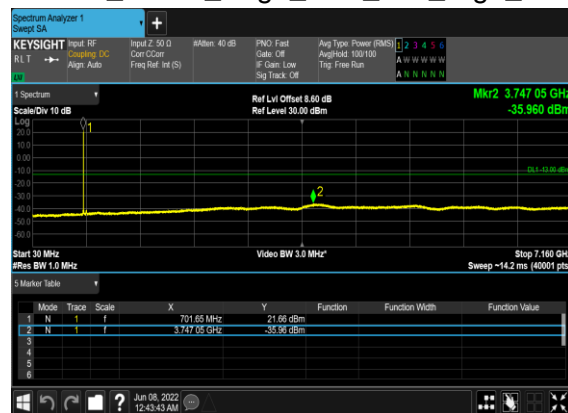 Spectrum Analyzer 1
Swept SA
+
KEYSIGHT
RLT
Input: RF
Coupling: DC
Align: Auto
Input Z: 50 Ω
Corr CCorr
Freq Ref: Int (S)
#Atten: 40 dB
PNO: Fast
Gate: Off
IF Gain: Low
Sig Track: Off
Avg Type: Power (RMS)
Avg|Hold: 100/100
Trig: Free Run
1 2 3 4 5 6
A W W W W W
A N N N N N
1 Spectrum
Scale/Div 10 dB
Ref Lvl Offset 8.60 dB
Ref Level 30.00 dBm
Mkr2 3.747 05 GHz
-35.960 dBm
Log
20.0
10.0
0.00
-10.0
-20.0
-30.0
-40.0
-50.0
-60.0
1
2
DL1 -13.00 dBm
Start 30 MHz
#Res BW 1.0 MHz
Video BW 3.0 MHz*
Stop 7.160 GHz
Sweep ~14.2 ms (40001 pts)
5 Marker Table
Mode Trace Scale X Y Function Function Width Function Value
1 N 1 f 701.65 MHz 21.66 dBm
2 N 1 f 3.747 05 GHz -35.96 dBm
3
4
5
6
?
Jun 08, 2022
12:43:43 AM